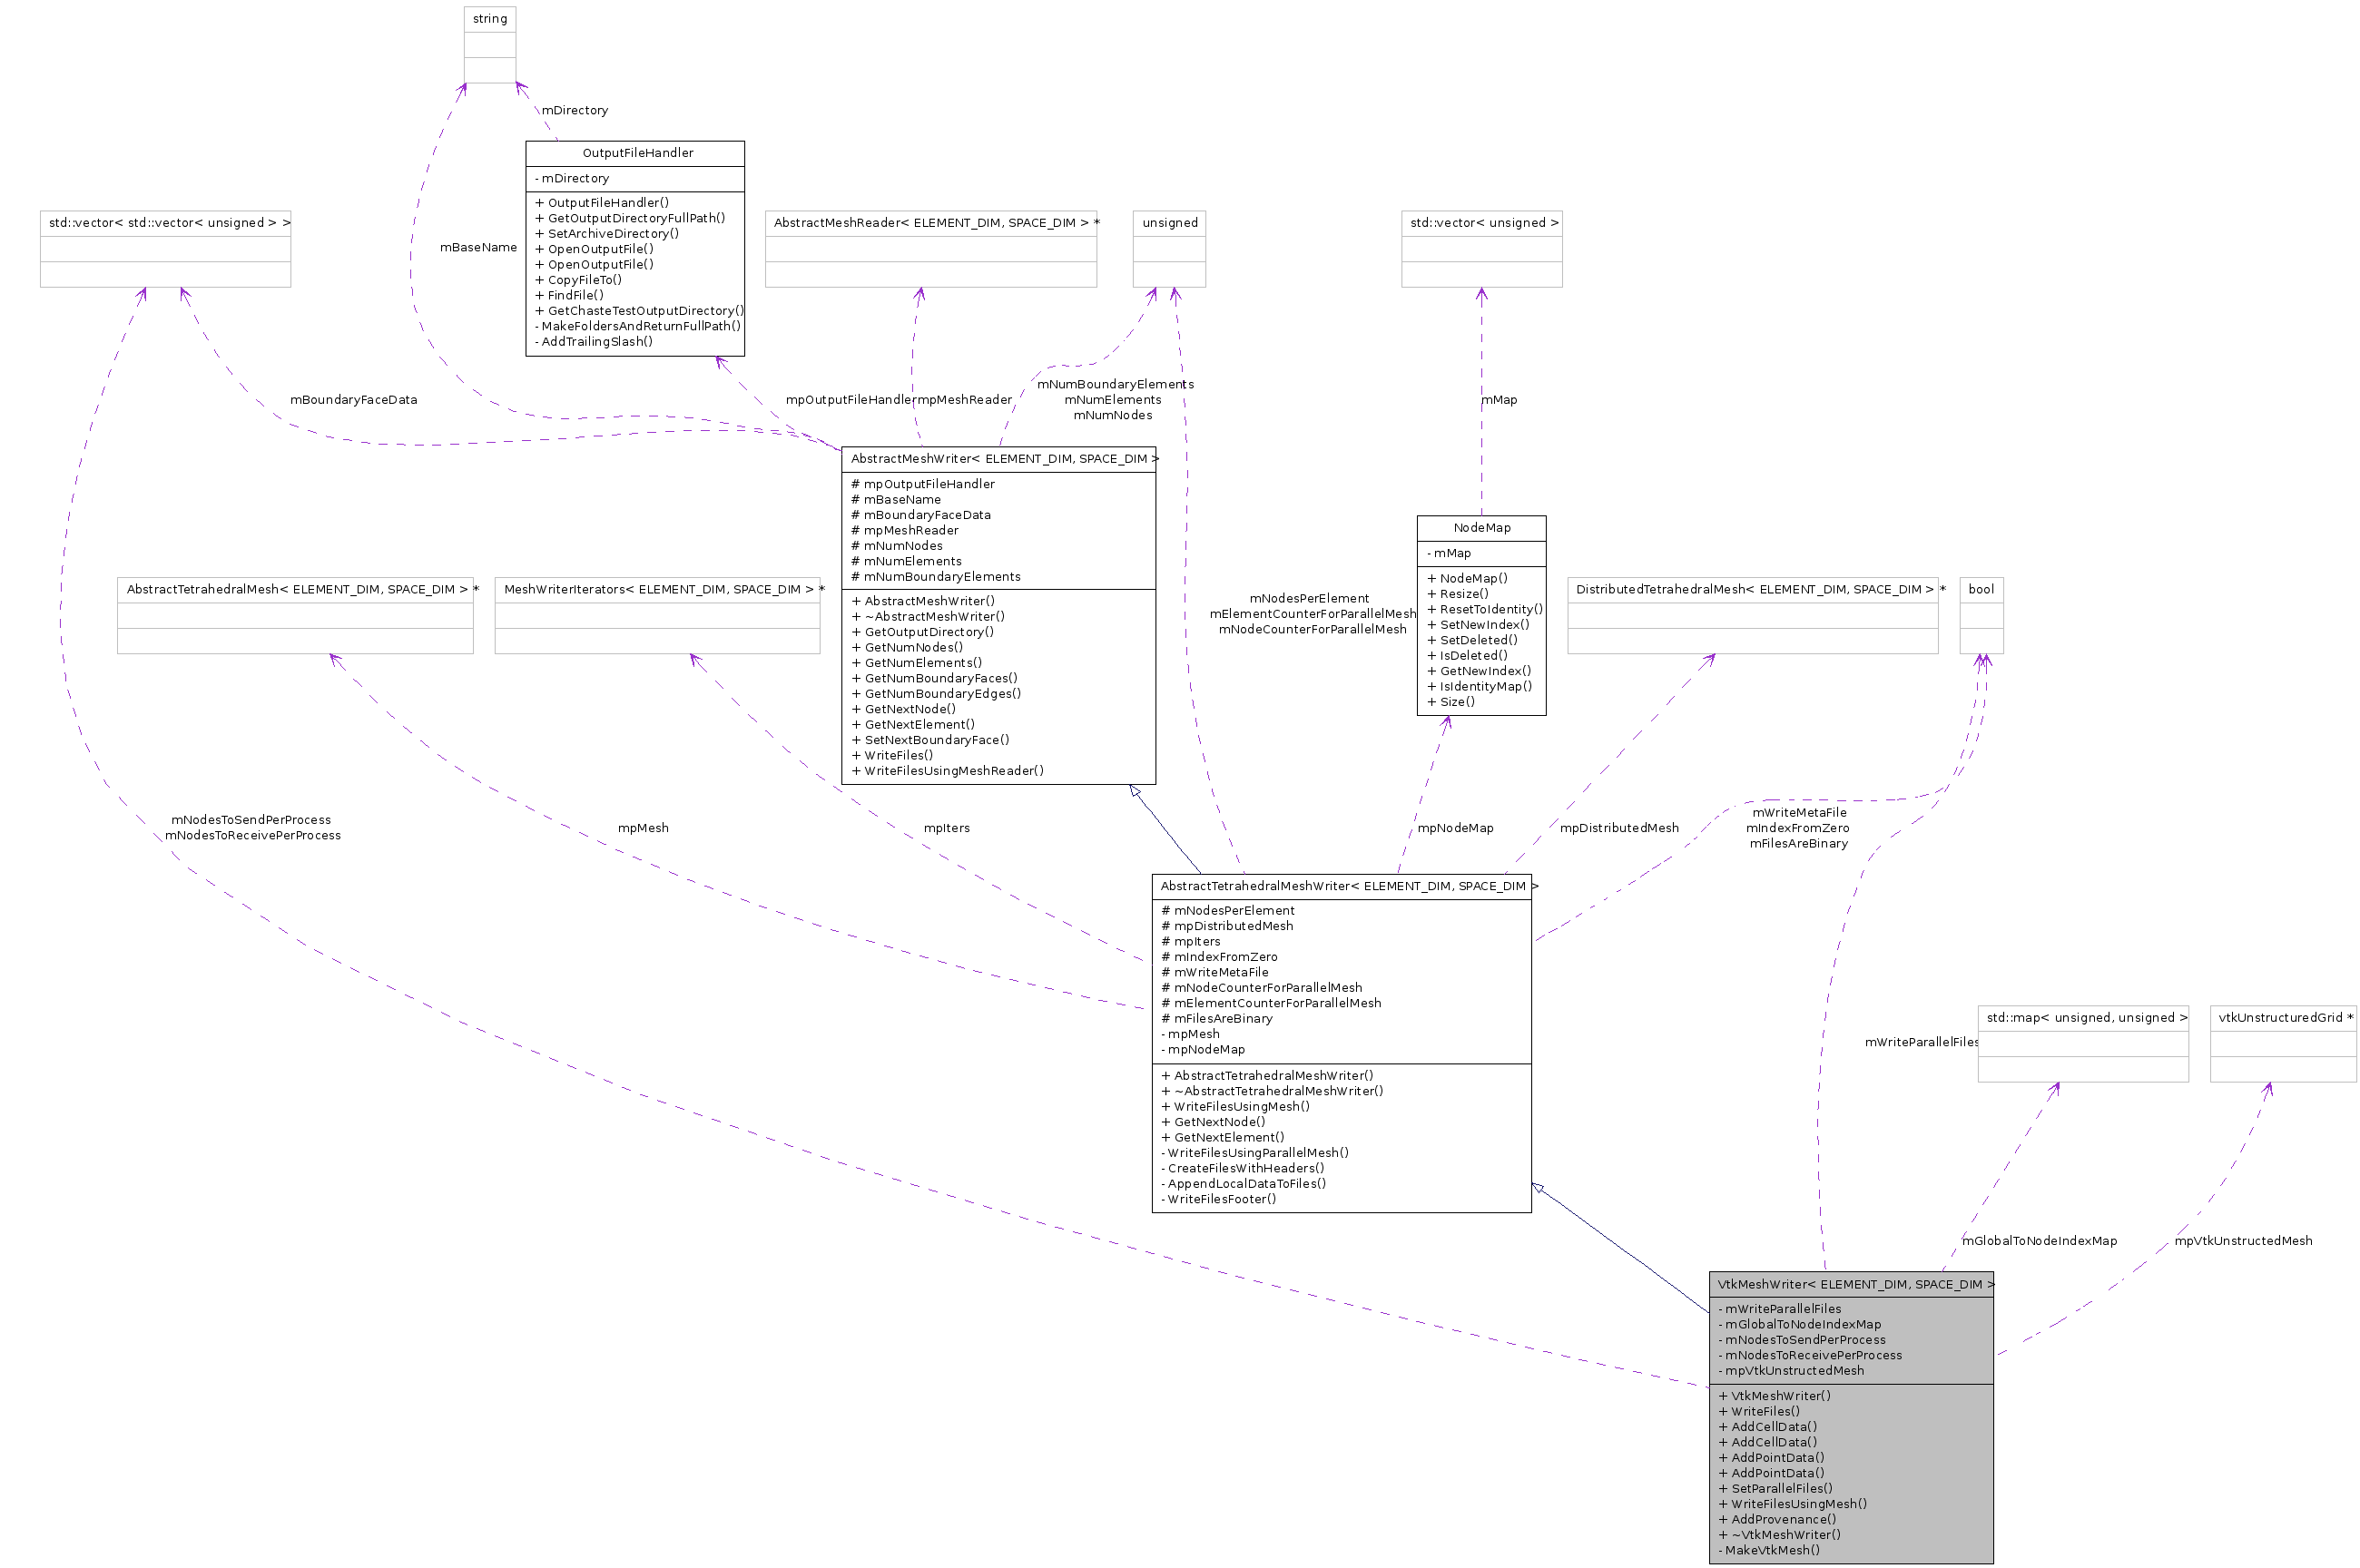 string
mDirectory
OutputFileHandler
- mDirectory
+ OutputFileHandler()
+ GetOutputDirectoryFullPath()
+ SetArchiveDirectory()
+ OpenOutputFile()
+ OpenOutputFile()
+ CopyFileTo()
+ FindFile()
+ GetChasteTestOutputDirectory()
- MakeFoldersAndReturnFullPath()
- AddTrailingSlash()
std::vector< std::vector< unsigned > >
mBaseName
AbstractMeshReader< ELEMENT_DIM, SPACE_DIM > *
unsigned
std::vector< unsigned >
mBoundaryFaceData
mpOutputFileHandler
mpMeshReader
mNumBoundaryElements
mNumElements
mNumNodes
mMap
AbstractMeshWriter< ELEMENT_DIM, SPACE_DIM >
# mpOutputFileHandler
# mBaseName
# mBoundaryFaceData
# mpMeshReader
# mNumNodes
# mNumElements
# mNumBoundaryElements
+ AbstractMeshWriter()
+ ~AbstractMeshWriter()
+ GetOutputDirectory()
+ GetNumNodes()
+ GetNumElements()
+ GetNumBoundaryFaces()
+ GetNumBoundaryEdges()
+ GetNextNode()
+ GetNextElement()
+ SetNextBoundaryFace()
+ WriteFiles()
+ WriteFilesUsingMeshReader()
NodeMap
- mMap
+ NodeMap()
+ Resize()
+ ResetToIdentity()
+ SetNewIndex()
+ SetDeleted()
+ IsDeleted()
+ GetNewIndex()
+ IsIdentityMap()
+ Size()
AbstractTetrahedralMesh< ELEMENT_DIM, SPACE_DIM > *
MeshWriterIterators< ELEMENT_DIM, SPACE_DIM > *
mNodesPerElement
mElementCounterForParallelMesh
mNodeCounterForParallelMesh
DistributedTetrahedralMesh< ELEMENT_DIM, SPACE_DIM > *
bool
mNodesToSendPerProcess
mNodesToReceivePerProcess
mpMesh
mpIters
mpNodeMap
mpDistributedMesh
mWriteMetaFile
mIndexFromZero
mFilesAreBinary
AbstractTetrahedralMeshWriter< ELEMENT_DIM, SPACE_DIM >
# mNodesPerElement
# mpDistributedMesh
# mpIters
# mIndexFromZero
# mWriteMetaFile
# mNodeCounterForParallelMesh
# mElementCounterForParallelMesh
# mFilesAreBinary
- mpMesh
- mpNodeMap
+ AbstractTetrahedralMeshWriter()
+ ~AbstractTetrahedralMeshWriter()
+ WriteFilesUsingMesh()
+ GetNextNode()
+ GetNextElement()
- WriteFilesUsingParallelMesh()
- CreateFilesWithHeaders()
- AppendLocalDataToFiles()
- WriteFilesFooter()
mWriteParallelFiles
std::map< unsigned, unsigned >
vtkUnstructuredGrid *
mGlobalToNodeIndexMap
mpVtkUnstructedMesh
VtkMeshWriter< ELEMENT_DIM, SPACE_DIM >
- mWriteParallelFiles
- mGlobalToNodeIndexMap
- mNodesToSendPerProcess
- mNodesToReceivePerProcess
- mpVtkUnstructedMesh
+ VtkMeshWriter()
+ WriteFiles()
+ AddCellData()
+ AddCellData()
+ AddPointData()
+ AddPointData()
+ SetParallelFiles()
+ WriteFilesUsingMesh()
+ AddProvenance()
+ ~VtkMeshWriter()
- MakeVtkMesh()